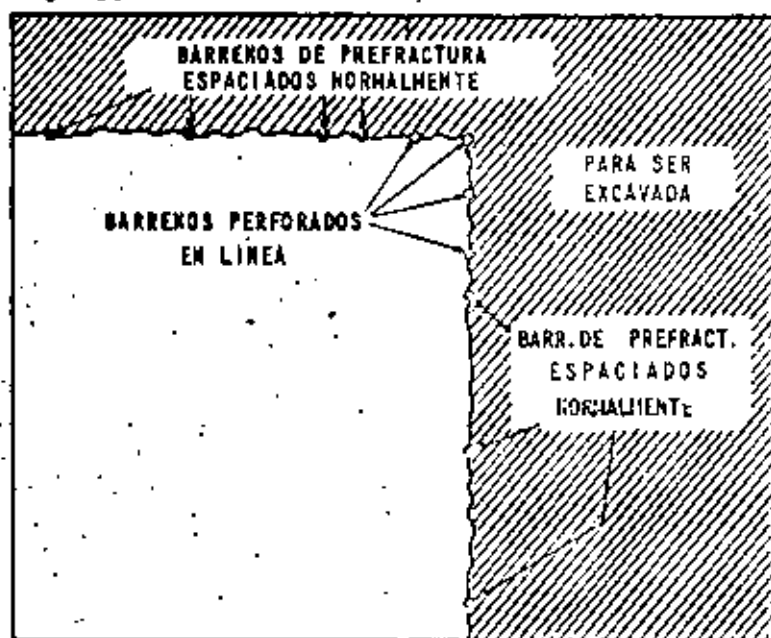 BARRENOS DE PREFRACTURA
ESPACIADOS NORMALMENTE
PARA SER
EXCAVADA
BARRENOS PERFORADOS
EN LINEA
BARR. DE PREFRACT.
ESPACIADOS
NORMALMENTE